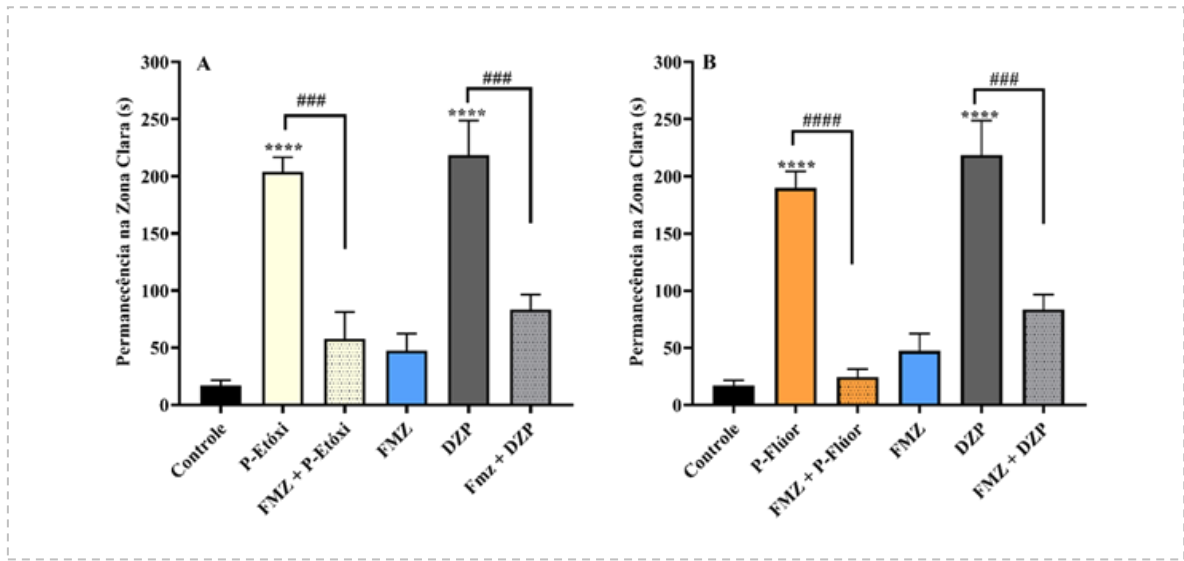 A
Permanecência na Zona Clara (s)
300
250
200
150
100
50
0
###
****
###
****
Controle
P-Etóxi
FMZ + P-Etóxi
FMZ
DZP
Fmz + DZP
B
Permanecência na Zona Clara (s)
300
250
200
150
100
50
0
####
****
###
****
Controle
P-Flúor
FMZ + P-Flúor
FMZ
DZP
FMZ + DZP